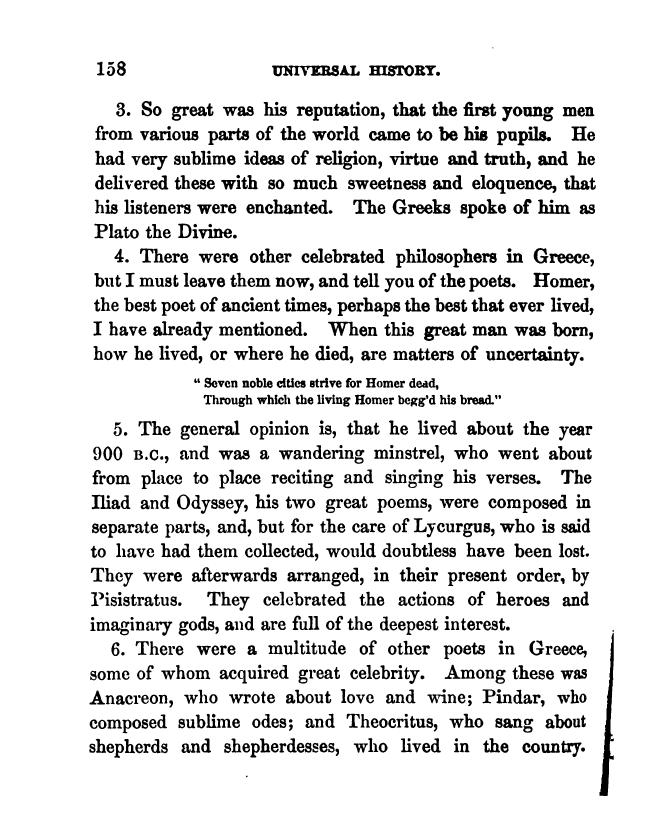 158 UNIVERSAL HISTORY.
3. So great was his reputation, that the first young men
from various parts of the world came to be his pupils. He
had very sublime ideas of religion, virtue and truth, and he
delivered these with so much sweetness and eloquence, that
his listeners were enchanted. The Greeks spoke of him as
Plato the Divine.
4. There were other celebrated philosophers in Greece,
but I must leave them now, and tell you of the poets. Homer,
the best poet of ancient times, perhaps the best that ever lived,
I have already mentioned. When this great man was born,
how he lived, or where he died, are matters of uncertainty.
“ Seven noble cities strive for Homer dead,
Through which the living Homer begg'd his bread.”
5. The general opinion is, that he lived about the year
900 B.C., and was a wandering minstrel, who went about
from place to place reciting and singing his verses. The
Iliad and Odyssey, his two great poems, were composed in
separate parts, and, but for the care of Lycurgus, who is said
to have had them collected, would doubtless have been lost.
They were afterwards arranged, in their present order, by
Pisistratus. They celebrated the actions of heroes and
imaginary gods, and are full of the deepest interest.
6. There were a multitude of other poets in Greece,
some of whom acquired great celebrity. Among these was
Anacreon, who wrote about love and wine; Pindar, who
composed sublime odes; and Theocritus, who sang about
shepherds and shepherdesses, who lived in the country.